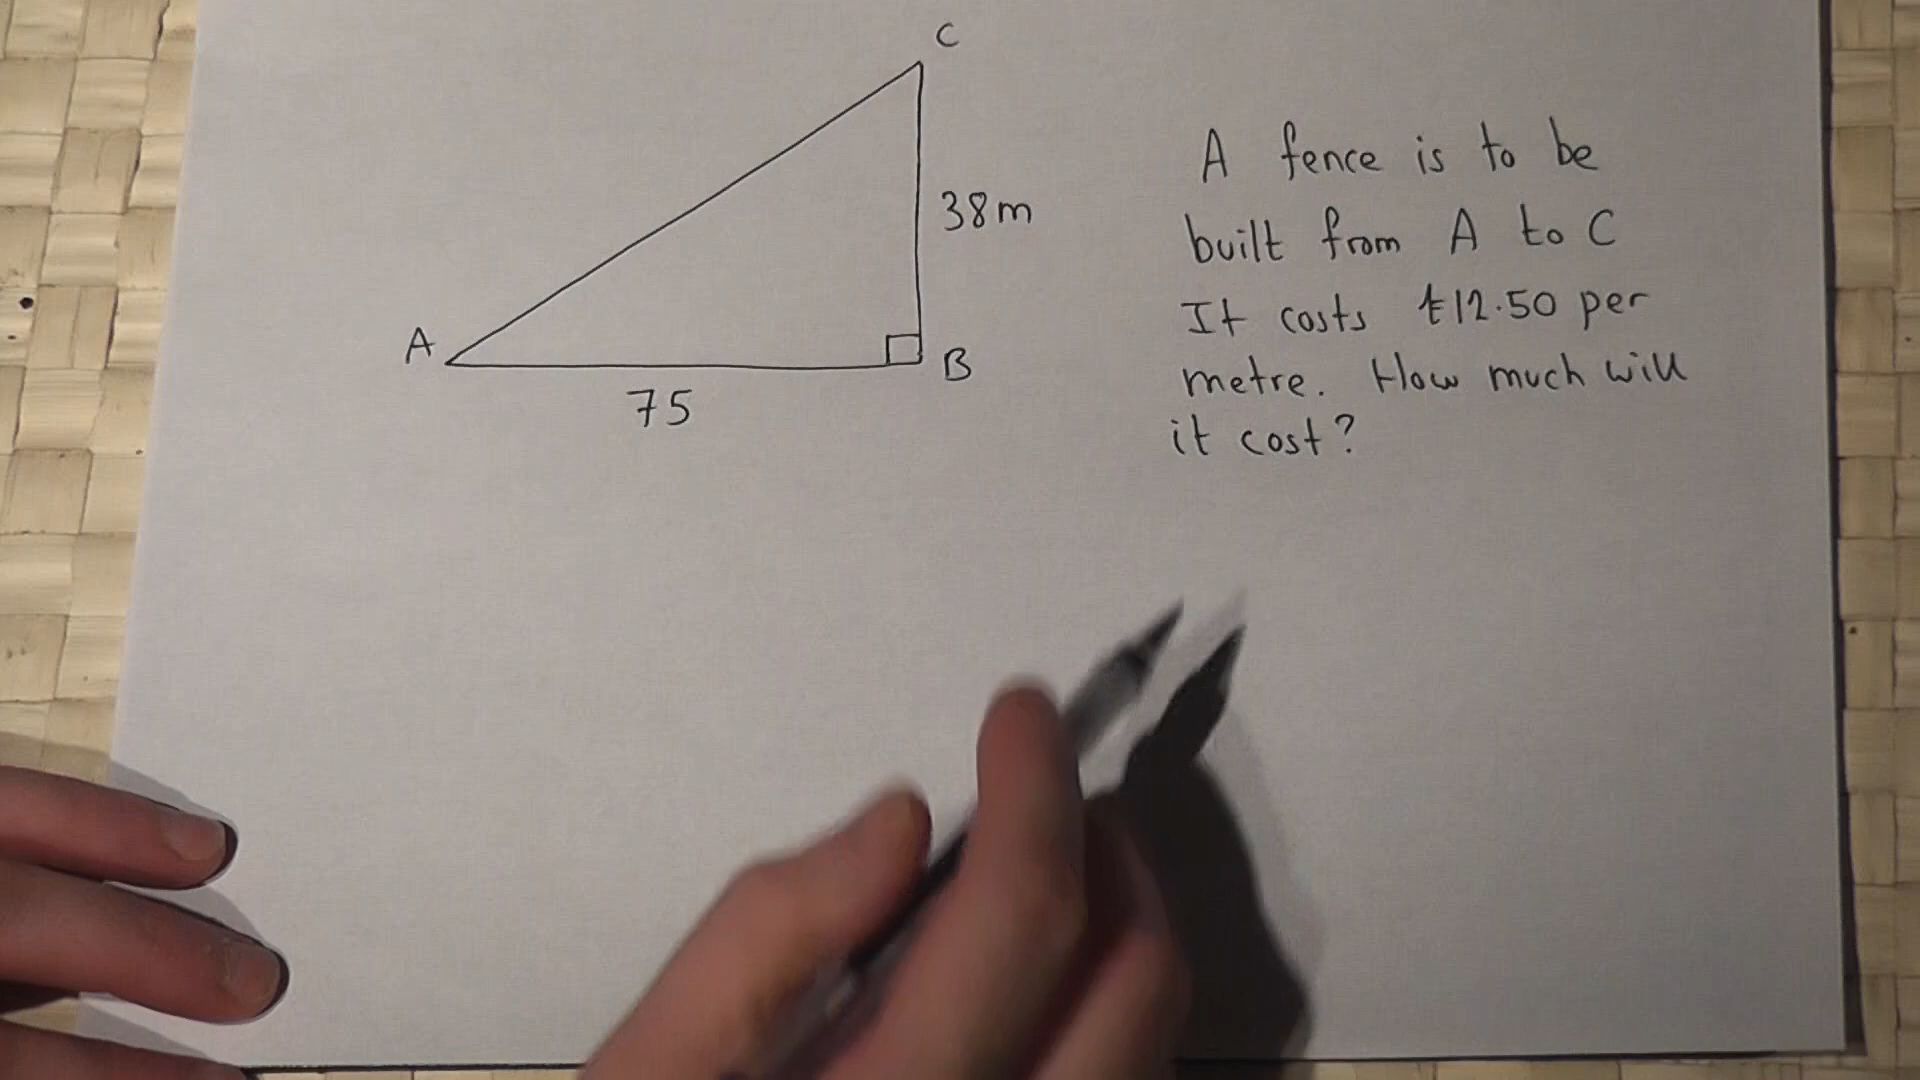 C
38m
A
B
75
A fence is to be
built from A to C
It costs £12.50 per
metre. How much will
it cost?